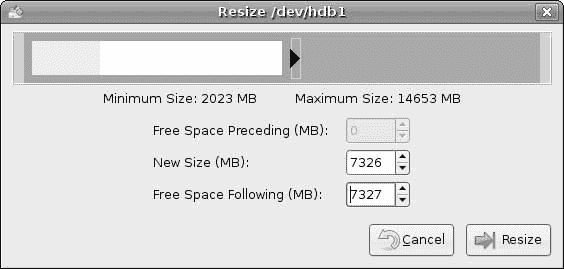 Resize /dev/hdb1
Minimum Size: 2023 MB Maximum Size: 14653 MB
Free Space Preceding (MB): 0
New Size (MB): 7326
Free Space Following (MB): 7327
Cancel Resize